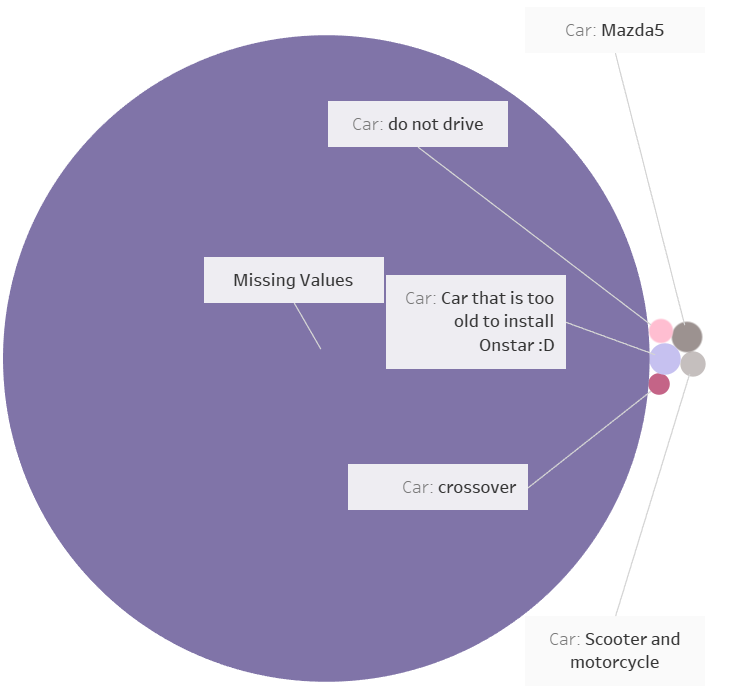 Car: Mazda5
Car: do not drive
Missing Values
Car: Car that is too
old to install
Onstar :D
Car: crossover
Car: Scooter and
motorcycle